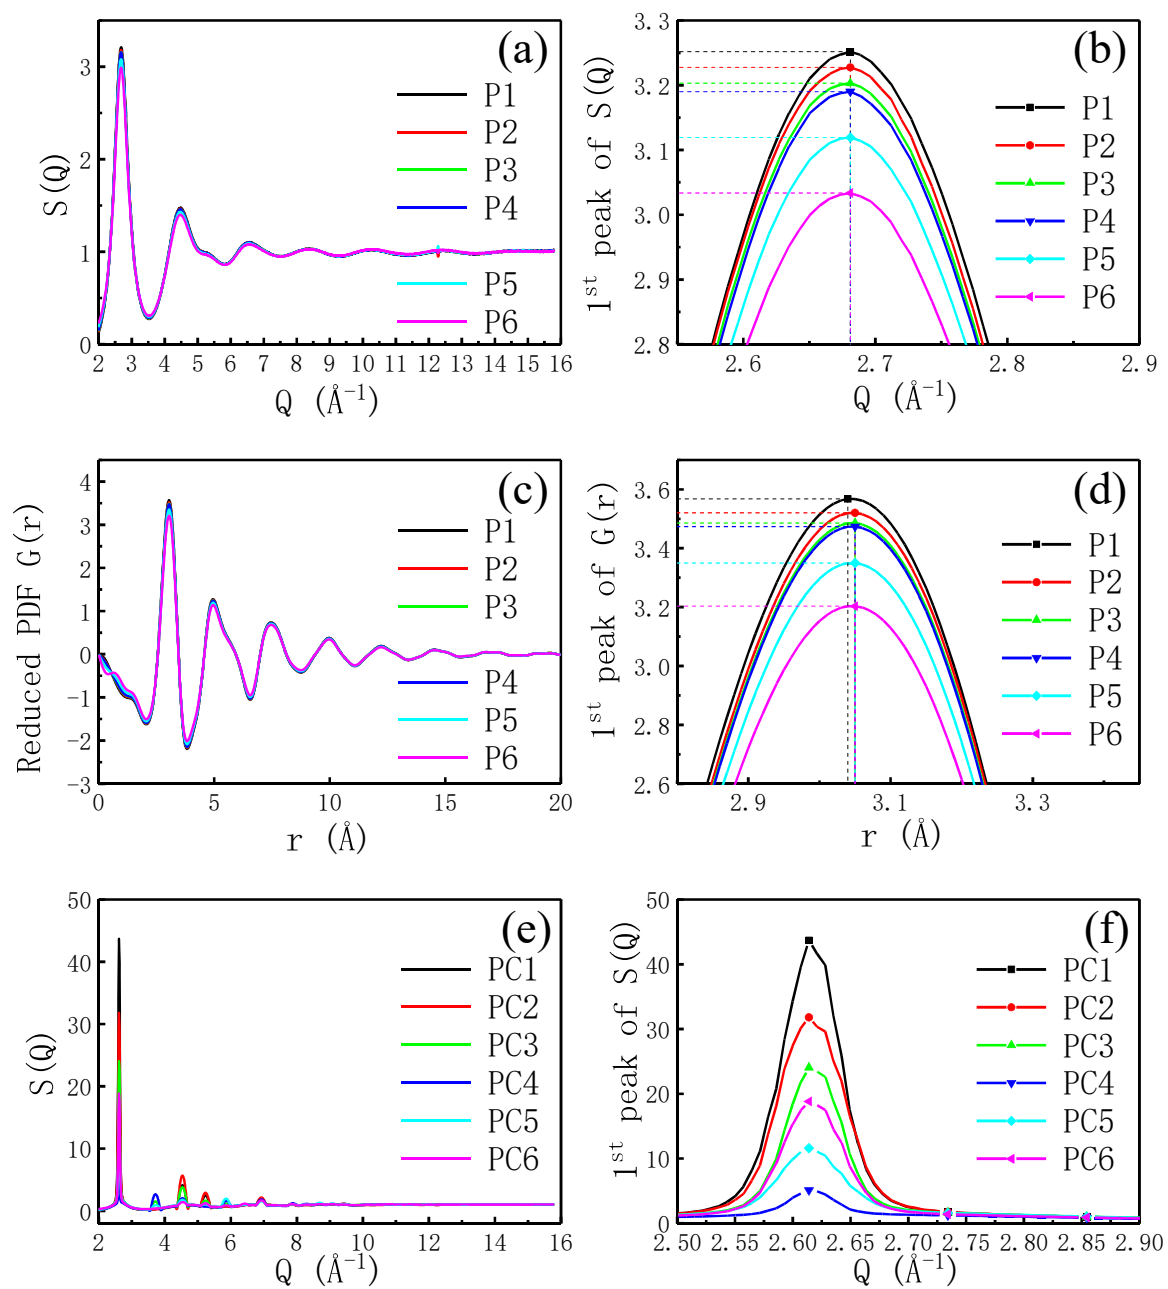 (a)
S(Q)
3
2
1
0
P1
P2
P3
P4
P5
P6
2 3 4 5 6 7 8 9 10 11 12 13 14 15 16
Q (Å⁻¹)
(b)
1ˢᵗ peak of S(Q)
3.3
3.2
3.1
3.0
2.9
2.8
P1
P2
P3
P4
P5
P6
2.6 2.7 2.8 2.9
Q (Å⁻¹)
(c)
Reduced PDF G(r)
4
3
2
1
0
-1
-2
-3
P1
P2
P3
P4
P5
P6
0 5 10 15 20
r (Å)
(d)
1ˢᵗ peak of G(r)
3.6
3.4
3.2
3.0
2.8
2.6
P1
P2
P3
P4
P5
P6
2.9 3.1 3.3
r (Å)
(e)
S(Q)
50
40
30
20
10
0
PC1
PC2
PC3
PC4
PC5
PC6
2 4 6 8 10 12 14 16
Q (Å⁻¹)
(f)
1ˢᵗ peak of S(Q)
50
40
30
20
10
0
PC1
PC2
PC3
PC4
PC5
PC6
2.50 2.55 2.60 2.65 2.70 2.75 2.80 2.85 2.90
Q (Å⁻¹)